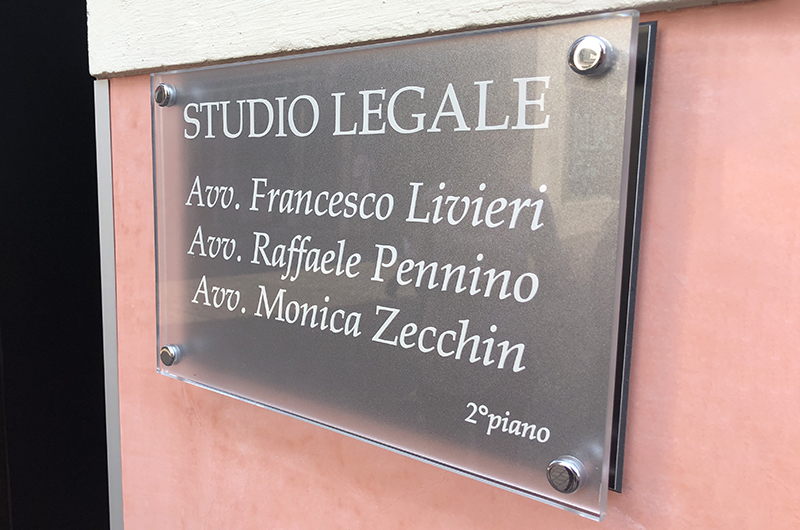 STUDIO LEGALE
Avv. Francesco Livieri
Avv. Raffaele Pennino
Avv. Monica Zecchin
2°piano